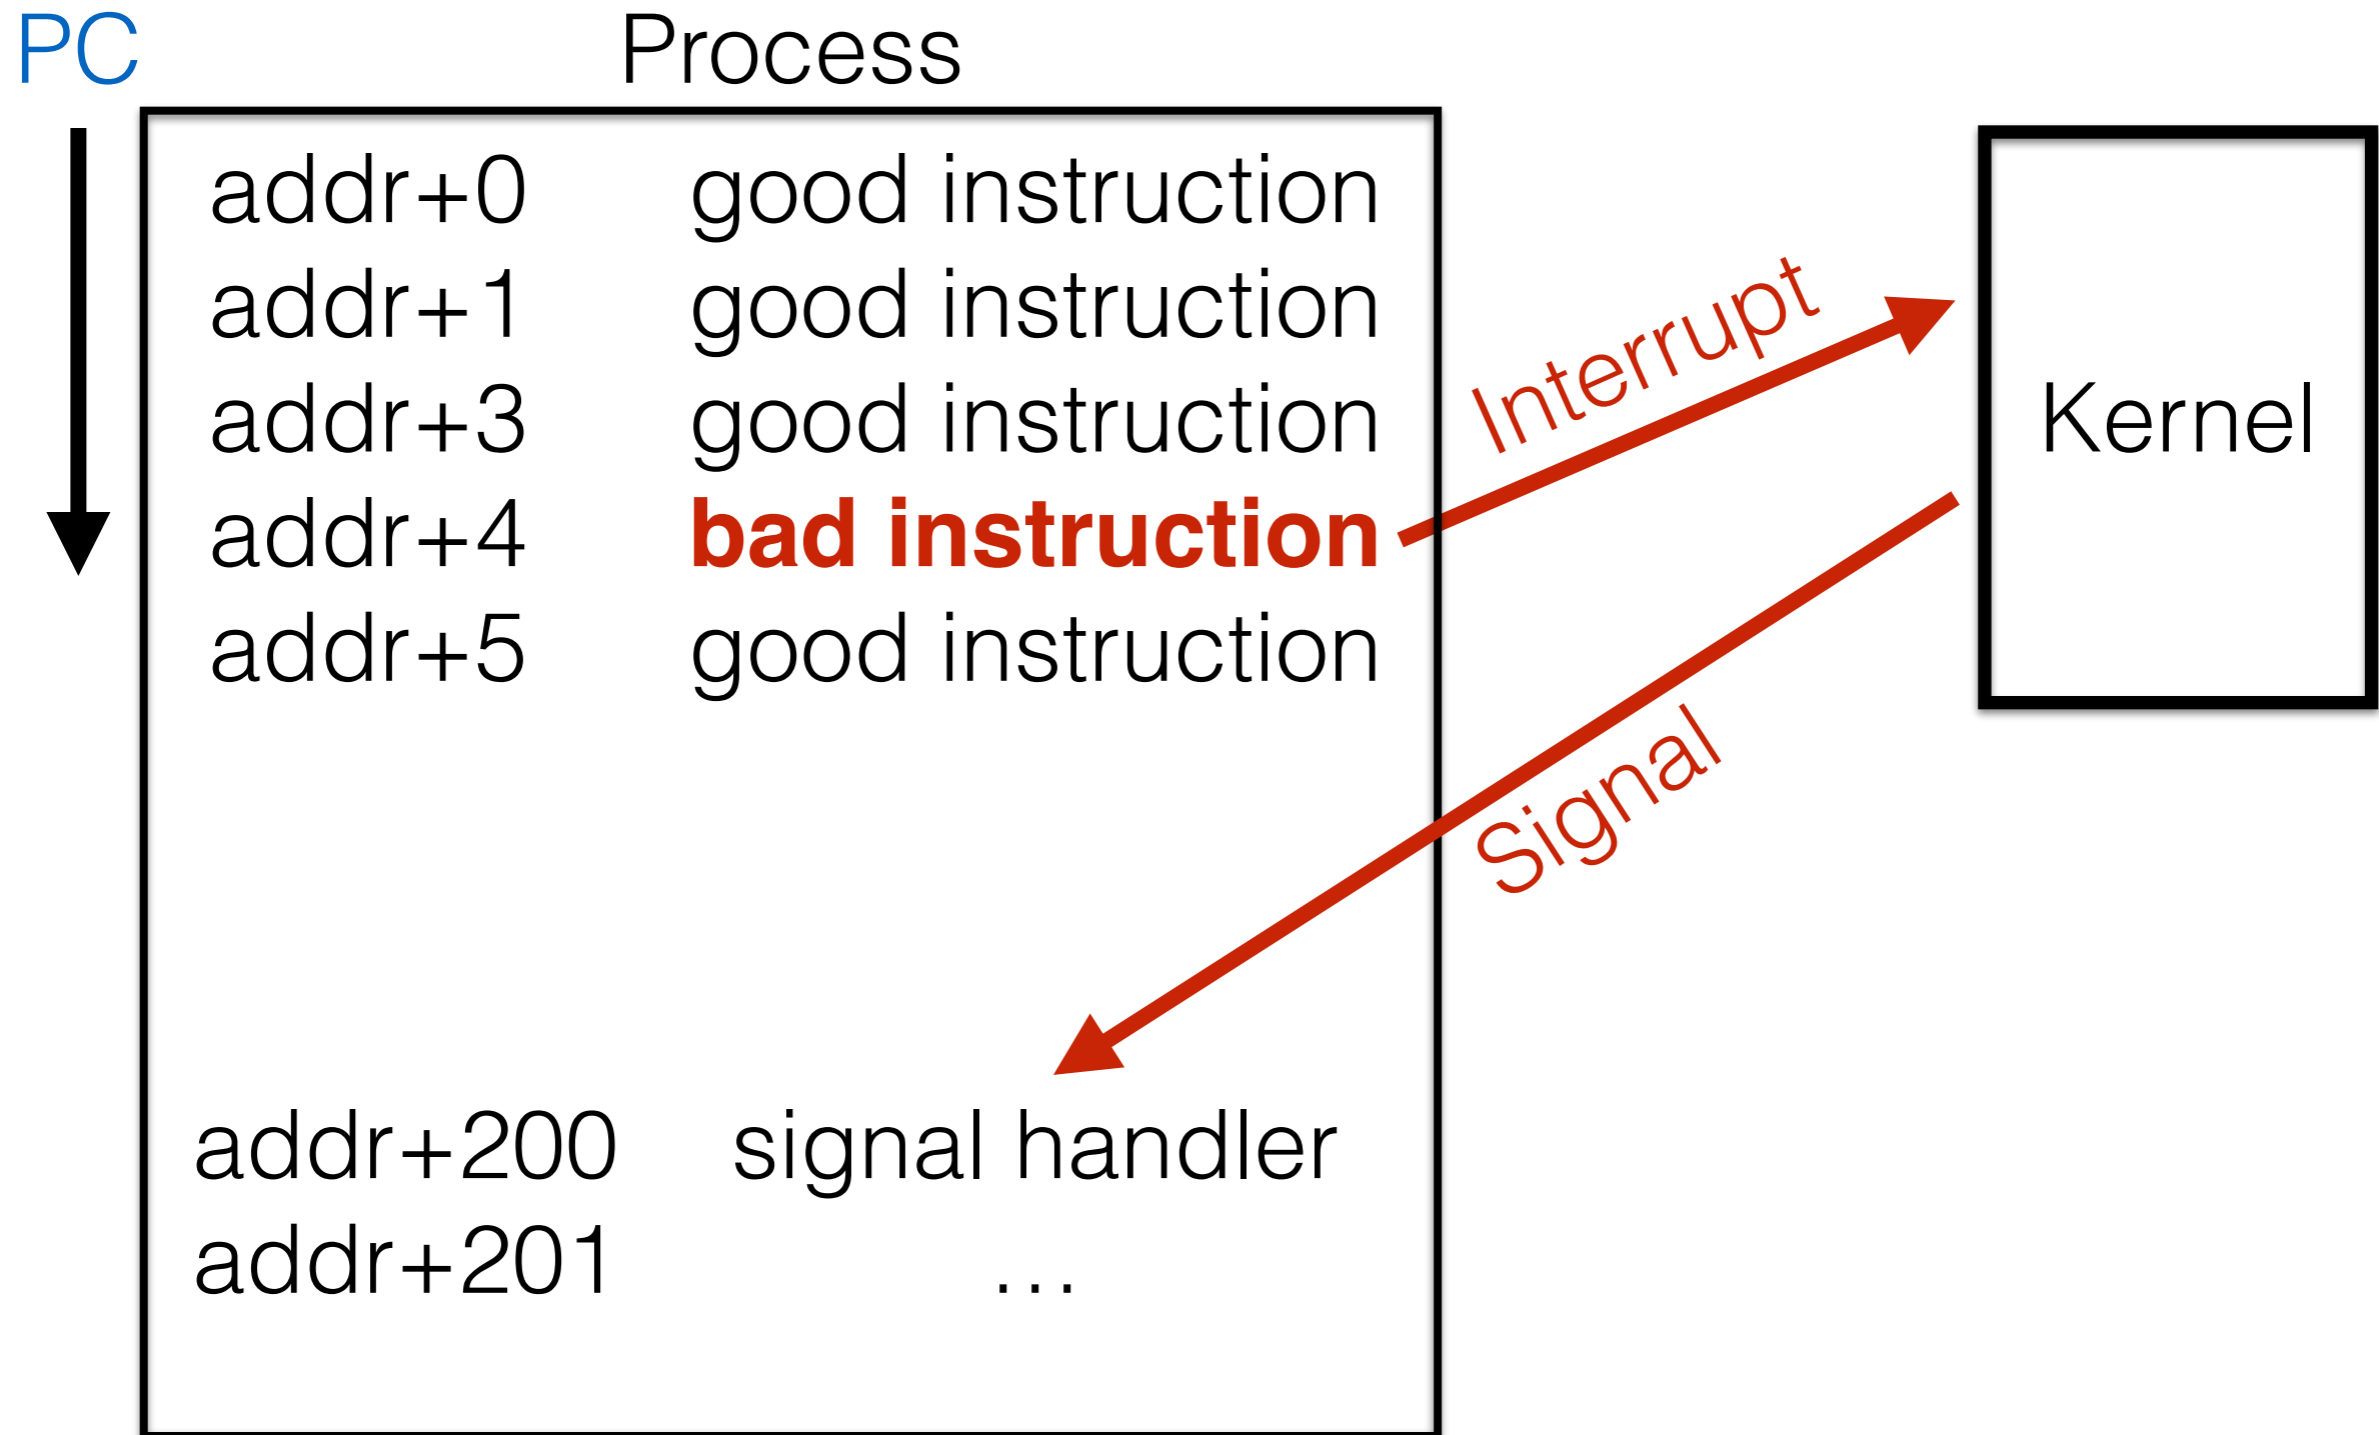 PC Process
addr+0 good instruction
addr+1 good instruction
addr+3 good instruction
addr+4 bad instruction
addr+5 good instruction
Interrupt
Kernel
Signal
addr+200 signal handler
addr+201 …